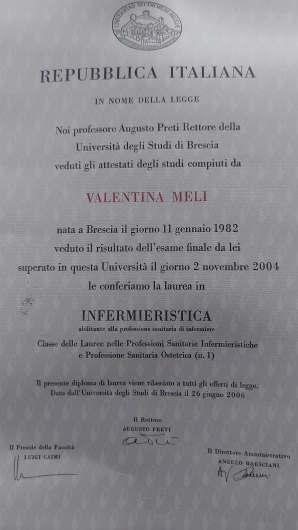 REPUBBLICA ITALIANA
IN NOME DELLA LEGGE
Noi professore Augusto Preti Rettore della
Università degli Studi di Brescia
veduti gli attestati degli studi compiuti da
VALENTINA MELI
nata a Brescia il giorno 11 gennaio 1982
veduto il risultato dell'esame finale da lei
superato in questa Università il giorno 2 novembre 2004
le conferiamo la laurea in
INFERMIERISTICA
abilitante alla professione sanitaria di infermiere
Classe delle Lauree nelle Professioni Sanitarie Infermieristiche
e Professione Sanitaria Ostetrica (n. 1)
Il presente diploma di laurea viene rilasciato a tutti gli effetti di legge.
Dato dall'Università degli Studi di Brescia il 26 giugno 2006
Il Rettore
AUGUSTO PRETI
Il Preside della Facoltà
LUIGI CAIMI
Il Direttore Amministrativo
ANGELO BRESCIANI